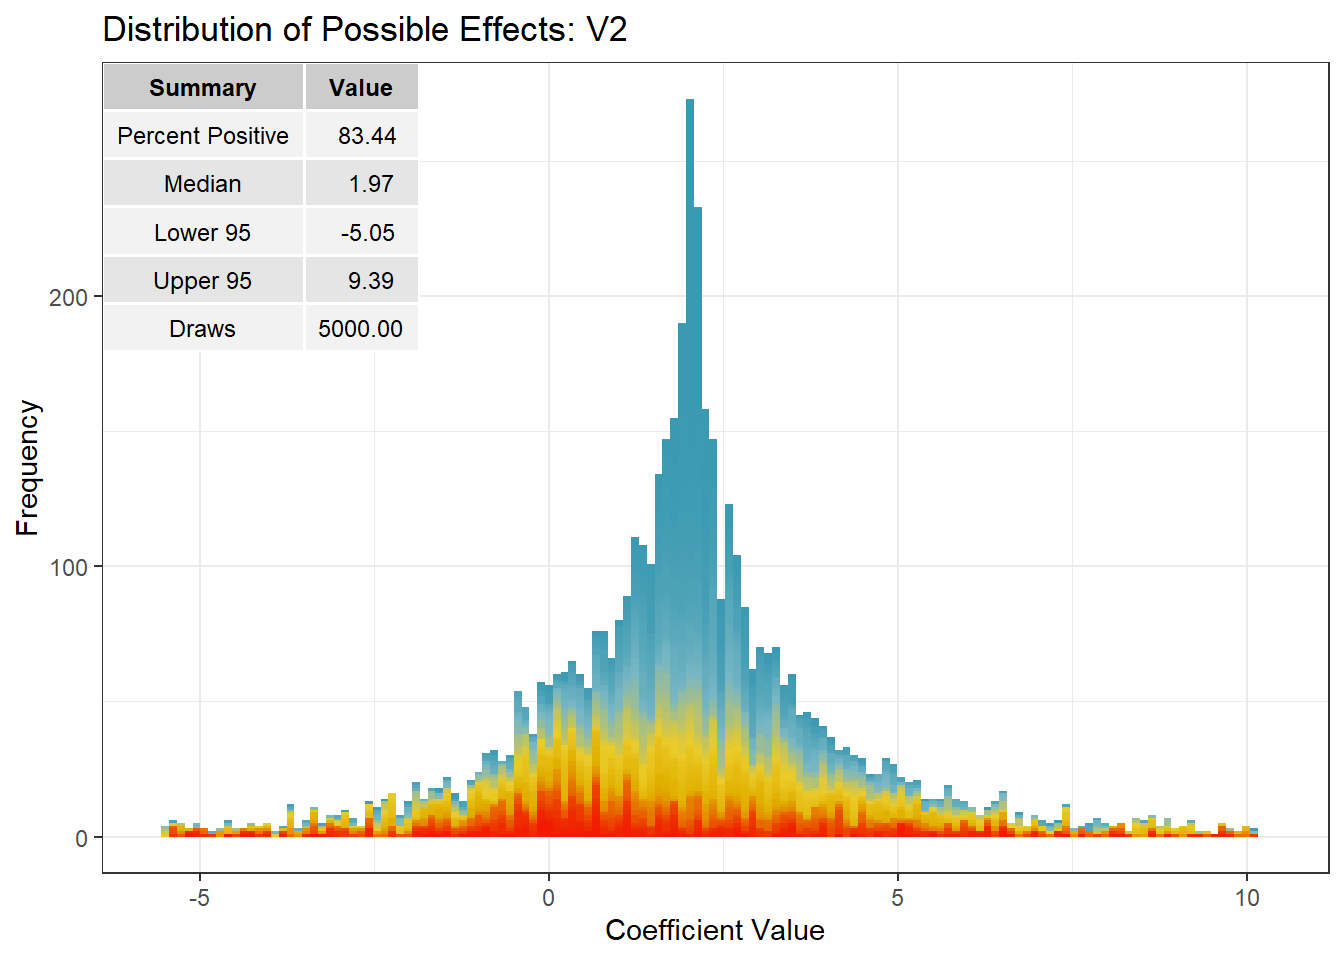 Distribution of Possible Effects: V2
Summary Value
Percent Positive 83.44
Median 1.97
Lower 95 -5.05
Upper 95 9.39
Draws 5000.00
200
100
0
Frequency
-5 0 5 10
Coefficient Value